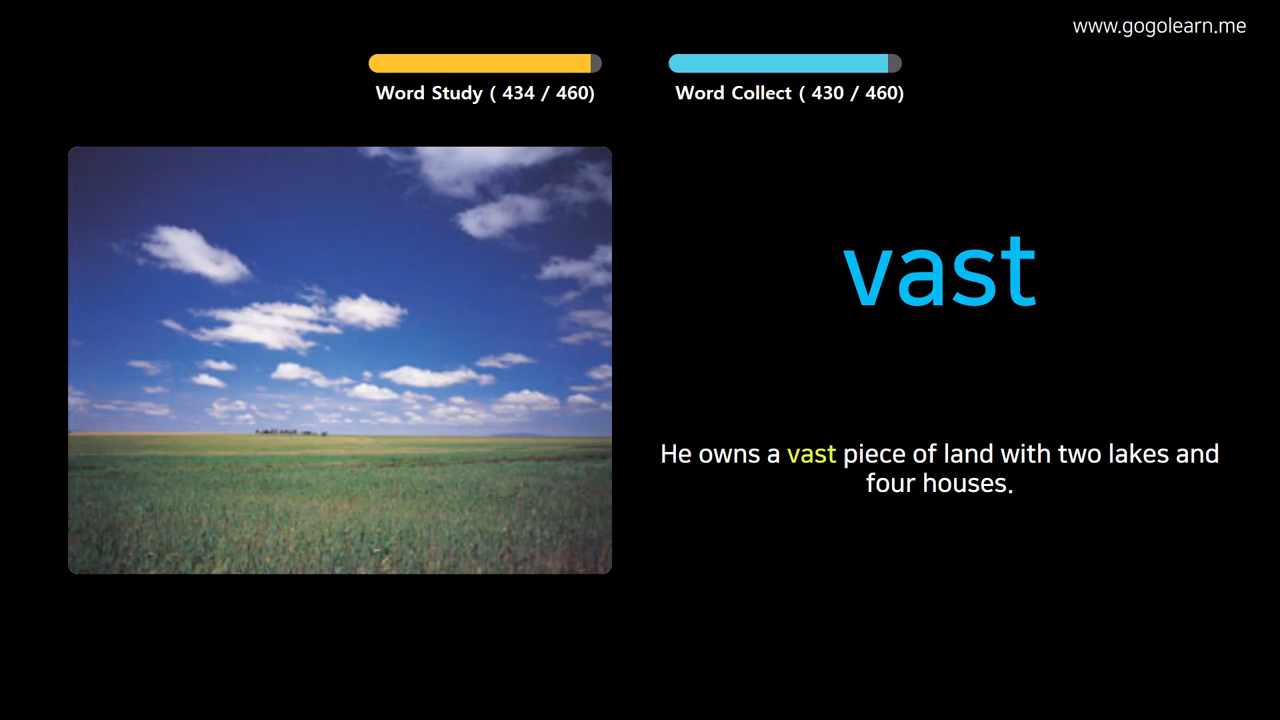 www.gogolearn.me
Word Study ( 434 / 460)
Word Collect ( 430 / 460)
vast
He owns a vast piece of land with two lakes and
four houses.